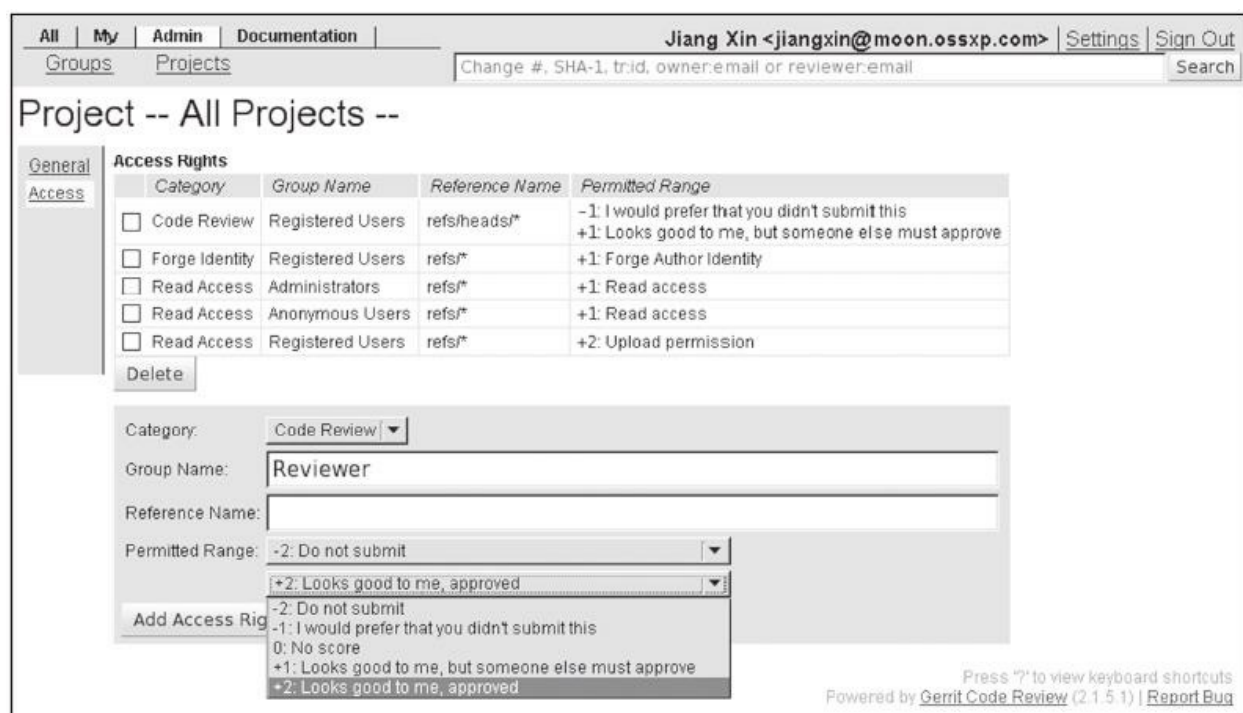 All | My | Admin | Documentation | Jiang Xin <jiangxin@moon.ossxp.com> | Settings | Sign Out
Groups Projects Change #, SHA-1, tr:id, owner:email or reviewer:email Search
Project -- All Projects --
General
Access
Access Rights
Category Group Name Reference Name Permitted Range
Code Review Registered Users refs/heads/* -1: I would prefer that you didn't submit this
+1: Looks good to me, but someone else must approve
Forge Identity Registered Users refs/* +1: Forge Author Identity
Read Access Administrators refs/* +1: Read access
Read Access Anonymous Users refs/* +1: Read access
Read Access Registered Users refs/* +2: Upload permission
Delete
Category: Code Review
Group Name: Reviewer
Reference Name:
Permitted Range: -2: Do not submit
+2: Looks good to me, approved
Add Access Rig
-2: Do not submit
-1: I would prefer that you didn't submit this
0: No score
+1: Looks good to me, but someone else must approve
+2: Looks good to me, approved
Press '?' to view keyboard shortcuts
Powered by Gerrit Code Review (2.1.5.1) | Report Bug